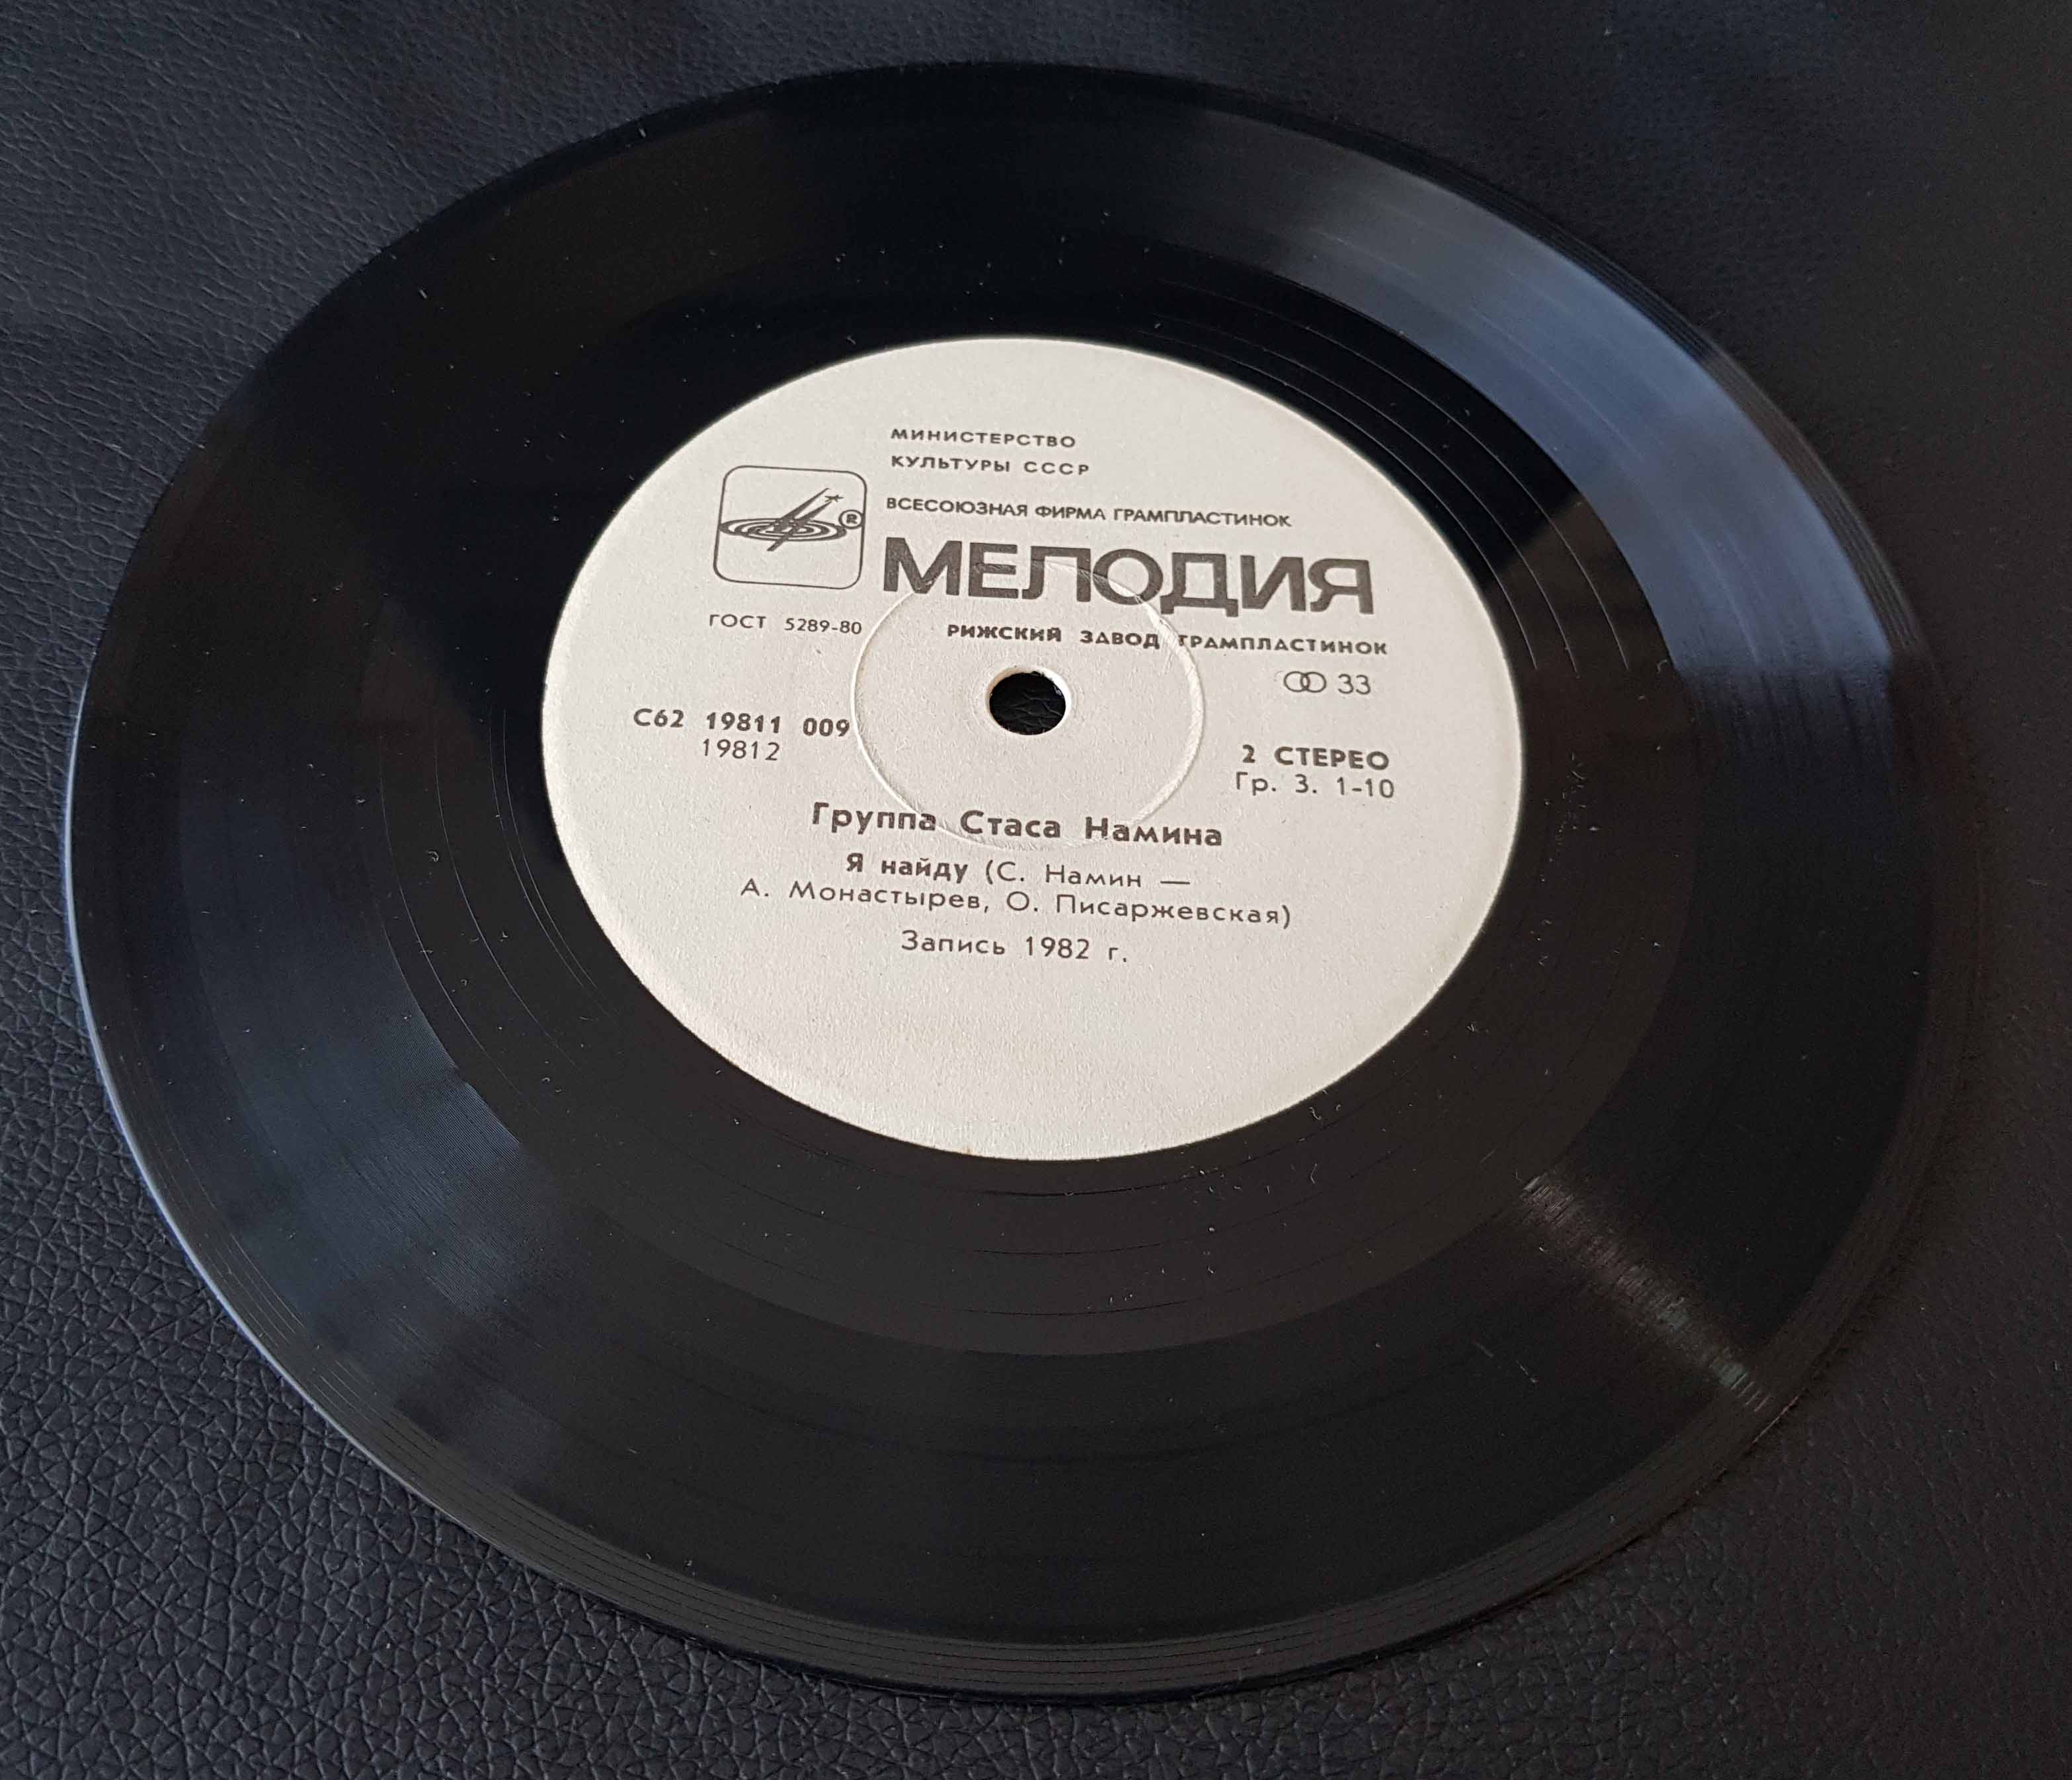 МИНИСТЕРСТВО
КУЛЬТУРЫ СССР
ВСЕСОЮЗНАЯ ФИРМА ГРАМПЛАСТИНОК
®
МЕЛОДИЯ
ГОСТ 5289-80
РИЖСКИЙ ЗАВОД ГРАМПЛАСТИНОК
33
С62 19811 009
19812
2 СТЕРЕО
Гр. 3. 1-10
Группа Стаса Намина
Я найду (С. Намин —
А. Монастырев, О. Писаржевская)
Запись 1982 г.